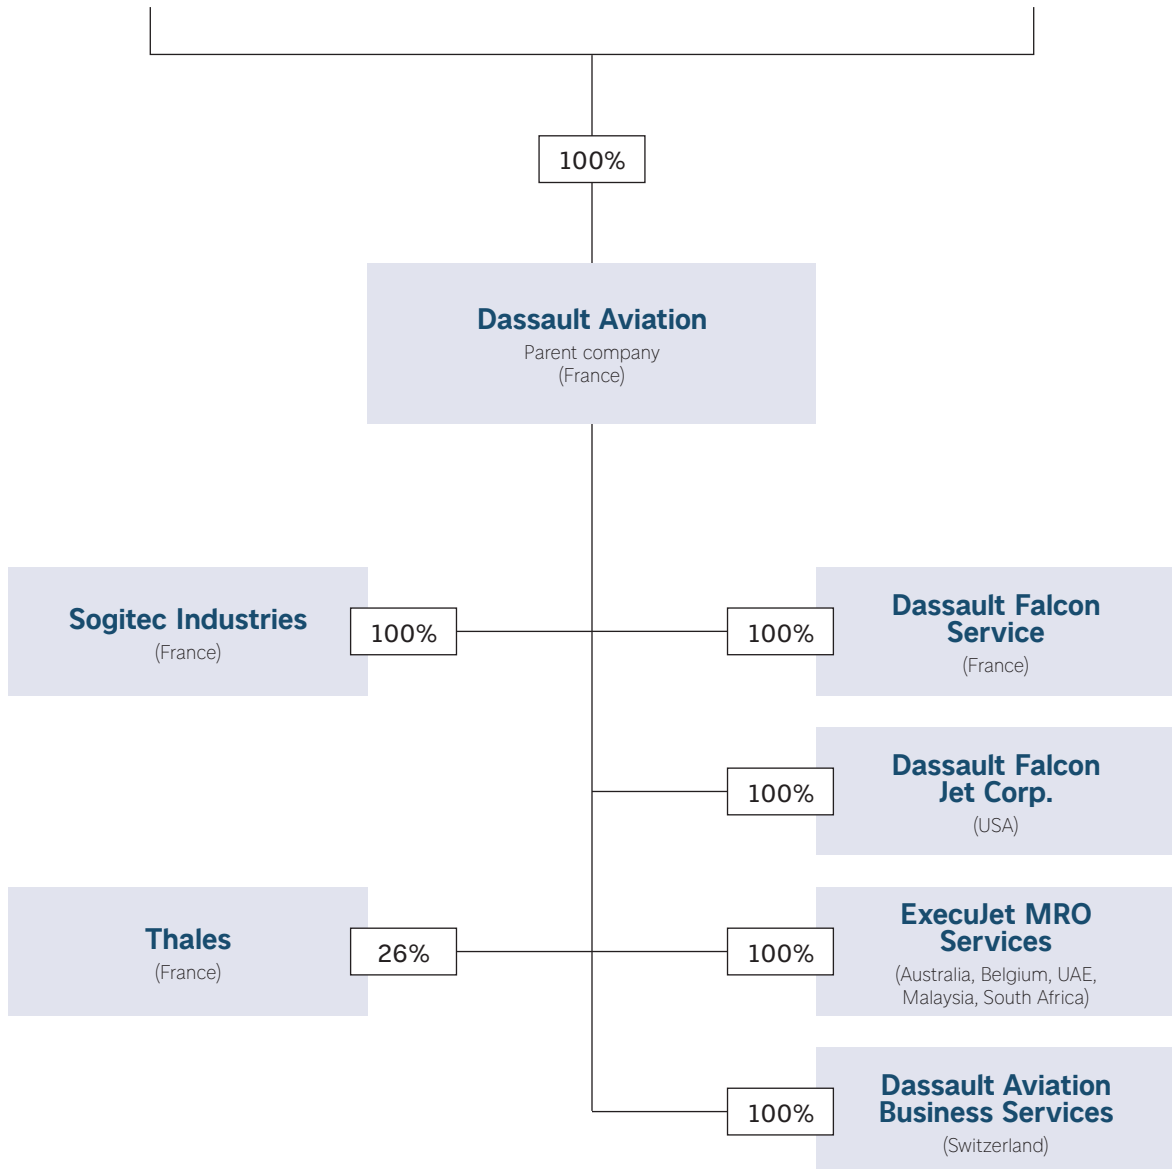 100%
Dassault Aviation
Parent company
(France)
Sogitec Industries
(France)
100%
100%
Dassault Falcon
Service
(France)
100%
Dassault Falcon
Jet Corp.
(USA)
Thales
(France)
26%
100%
ExecuJet MRO
Services
(Australia, Belgium, UAE,
Malaysia, South Africa)
100%
Dassault Aviation
Business Services
(Switzerland)